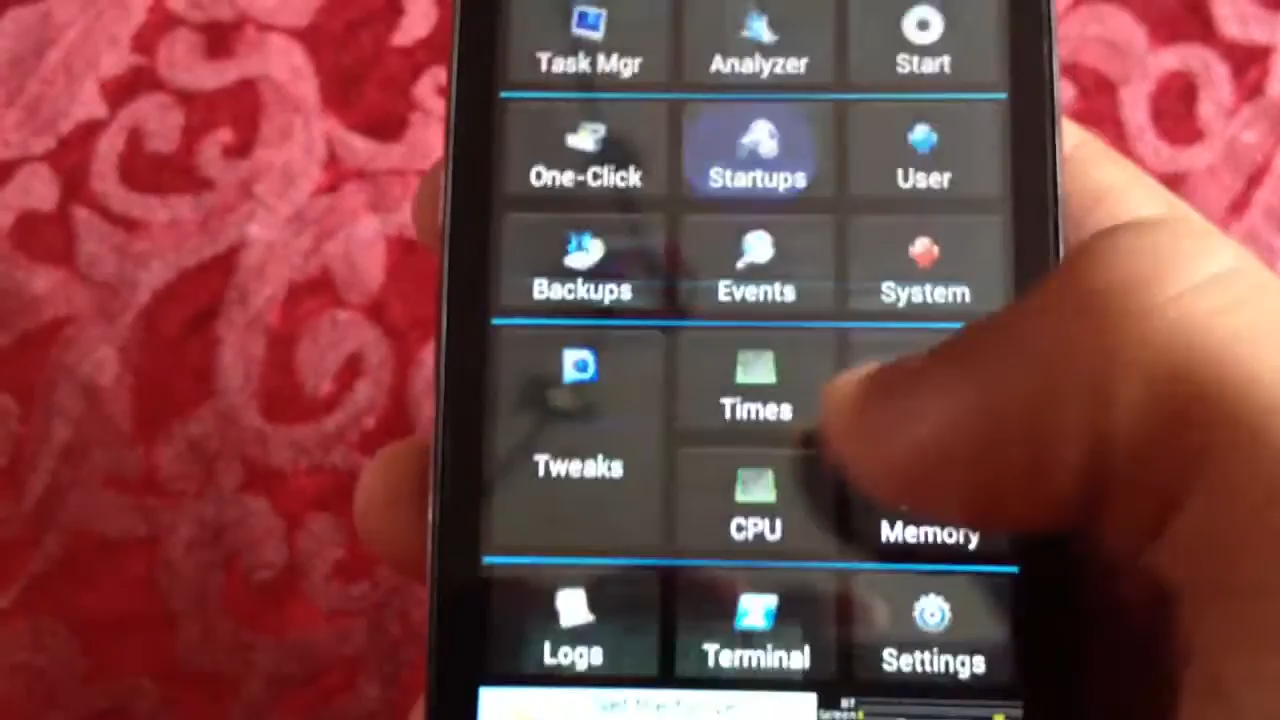 Task Mgr Analyzer Start
One-Click Startups User
Backups Events System
Times
Tweaks
CPU Memory
Logs Terminal Settings